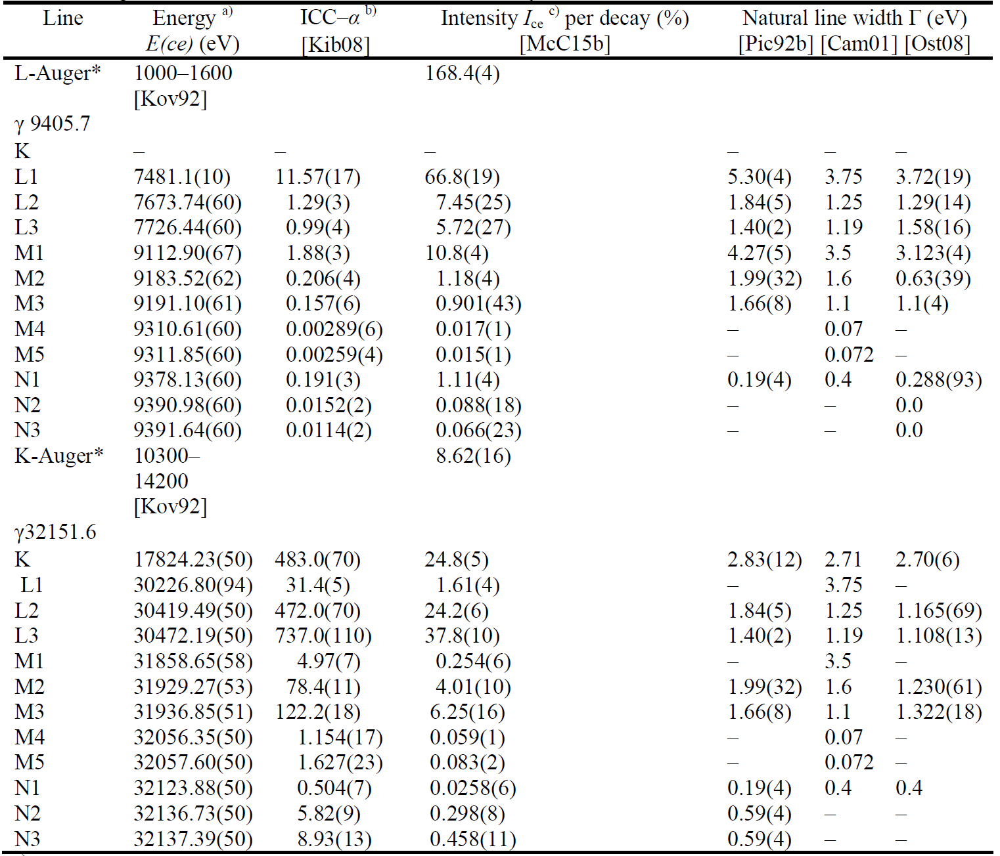 Line Energy a) ICC–α b) Intensity Ice c) per decay (%) Natural line width Γ (eV)
E(ce) (eV) [Kib08] [McC15b] [Pic92b] [Cam01] [Ost08]
L-Auger* 1000–1600 168.4(4)
[Kov92]
γ 9405.7
K – – – – – –
L1 7481.1(10) 11.57(17) 66.8(19) 5.30(4) 3.75 3.72(19)
L2 7673.74(60) 1.29(3) 7.45(25) 1.84(5) 1.25 1.29(14)
L3 7726.44(60) 0.99(4) 5.72(27) 1.40(2) 1.19 1.58(16)
M1 9112.90(67) 1.88(3) 10.8(4) 4.27(5) 3.5 3.123(4)
M2 9183.52(62) 0.206(4) 1.18(4) 1.99(32) 1.6 0.63(39)
M3 9191.10(61) 0.157(6) 0.901(43) 1.66(8) 1.1 1.1(4)
M4 9310.61(60) 0.00289(6) 0.017(1) – 0.07 –
M5 9311.85(60) 0.00259(4) 0.015(1) – 0.072 –
N1 9378.13(60) 0.191(3) 1.11(4) 0.19(4) 0.4 0.288(93)
N2 9390.98(60) 0.0152(2) 0.088(18) – – 0.0
N3 9391.64(60) 0.0114(2) 0.066(23) – – 0.0
K-Auger* 10300– 8.62(16)
14200
[Kov92]
γ32151.6
K 17824.23(50) 483.0(70) 24.8(5) 2.83(12) 2.71 2.70(6)
L1 30226.80(94) 31.4(5) 1.61(4) – 3.75 –
L2 30419.49(50) 472.0(70) 24.2(6) 1.84(5) 1.25 1.165(69)
L3 30472.19(50) 737.0(110) 37.8(10) 1.40(2) 1.19 1.108(13)
M1 31858.65(58) 4.97(7) 0.254(6) – 3.5 –
M2 31929.27(53) 78.4(11) 4.01(10) 1.99(32) 1.6 1.230(61)
M3 31936.85(51) 122.2(18) 6.25(16) 1.66(8) 1.1 1.322(18)
M4 32056.35(50) 1.154(17) 0.059(1) – 0.07 –
M5 32057.60(50) 1.627(23) 0.083(2) – 0.072 –
N1 32123.88(50) 0.504(7) 0.0258(6) 0.19(4) 0.4 0.4
N2 32136.73(50) 5.82(9) 0.298(8) 0.59(4) – –
N3 32137.39(50) 8.93(13) 0.458(11) 0.59(4) – –